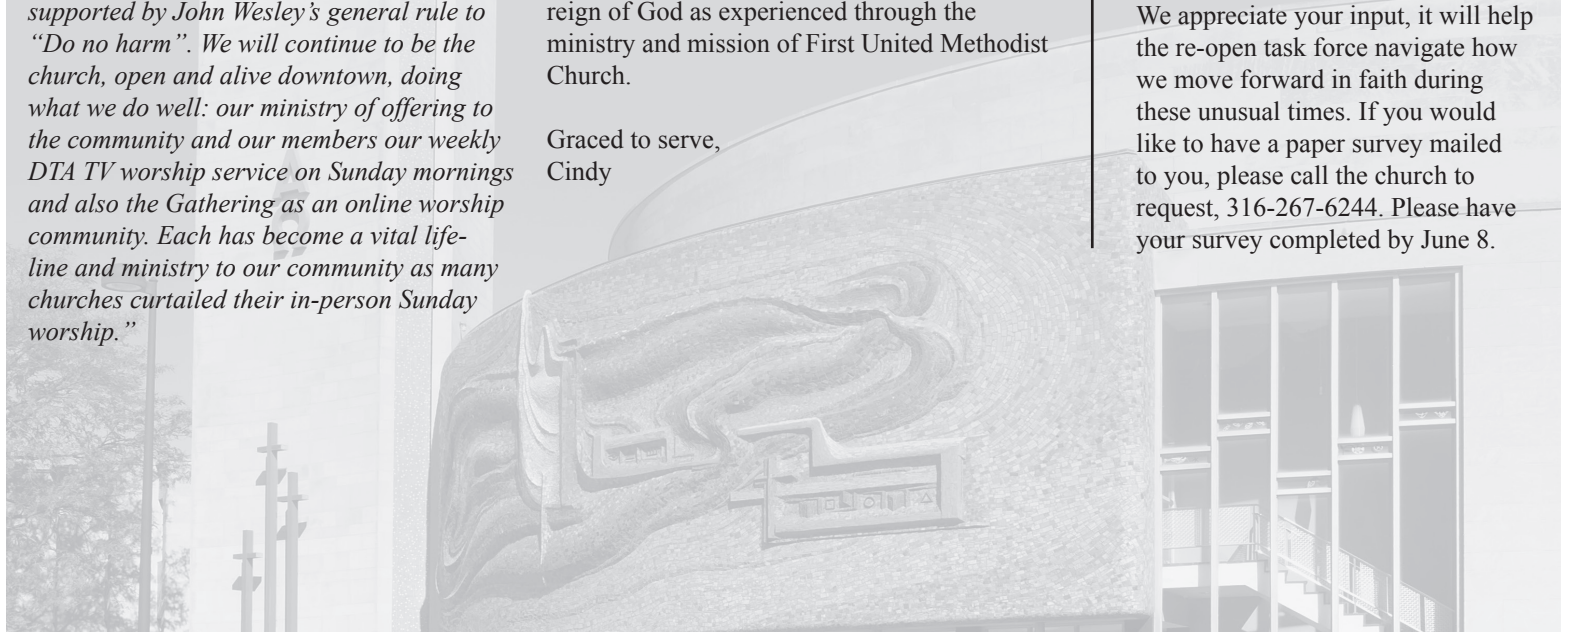 supported by John Wesley’s general rule to
“Do no harm”. We will continue to be the
church, open and alive downtown, doing
what we do well: our ministry of offering to
the community and our members our weekly
DTA TV worship service on Sunday mornings
and also the Gathering as an online worship
community. Each has become a vital life-
line and ministry to our community as many
churches curtailed their in-person Sunday
worship.”
reign of God as experienced through the
ministry and mission of First United Methodist
Church.
Graced to serve,
Cindy
We appreciate your input, it will help
the re-open task force navigate how
we move forward in faith during
these unusual times. If you would
like to have a paper survey mailed
to you, please call the church to
request, 316-267-6244. Please have
your survey completed by June 8.